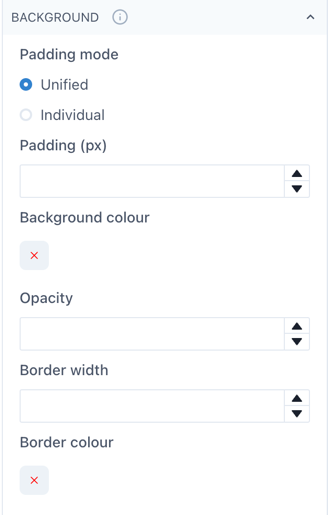 BACKGROUND
Padding mode
Unified
Individual
Padding (px)
Background colour
Opacity
Border width
Border colour